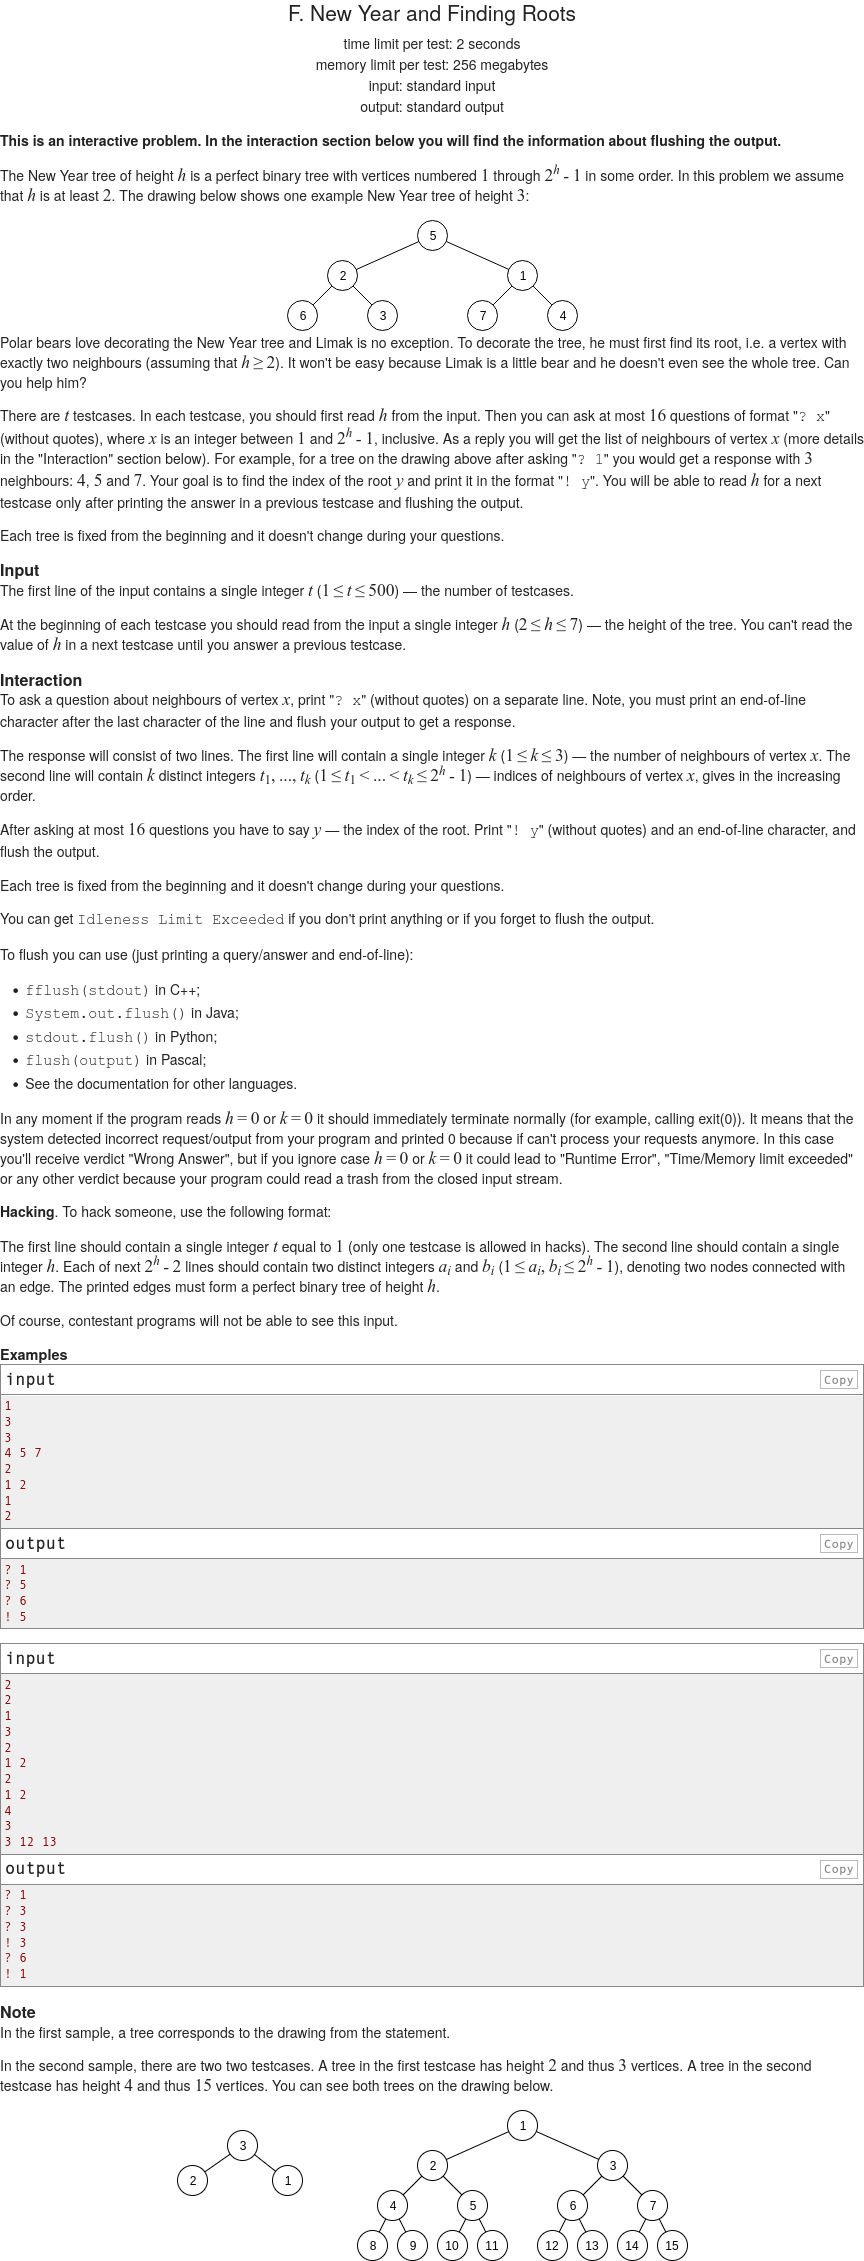 F. New Year and Finding Roots
time limit per test: 2 seconds
memory limit per test: 256 megabytes
input: standard input
output: standard output
This is an interactive problem. In the interaction section below you will find the information about flushing the output.
The New Year tree of height h is a perfect binary tree with vertices numbered 1 through 2^h - 1 in some order. In this problem we assume
that h is at least 2. The drawing below shows one example New Year tree of height 3:
5
2 1
6 3 7 4
Polar bears love decorating the New Year tree and Limak is no exception. To decorate the tree, he must first find its root, i.e. a vertex with
exactly two neighbours (assuming that h ≥ 2). It won't be easy because Limak is a little bear and he doesn't even see the whole tree. Can
you help him?
There are t testcases. In each testcase, you should first read h from the input. Then you can ask at most 16 questions of format "? x"
(without quotes), where x is an integer between 1 and 2^h - 1, inclusive. As a reply you will get the list of neighbours of vertex x (more details
in the "Interaction" section below). For example, for a tree on the drawing above after asking "? 1" you would get a response with 3
neighbours: 4, 5 and 7. Your goal is to find the index of the root y and print it in the format "! y". You will be able to read h for a next
testcase only after printing the answer in a previous testcase and flushing the output.
Each tree is fixed from the beginning and it doesn't change during your questions.
Input
The first line of the input contains a single integer t (1 ≤ t ≤ 500) — the number of testcases.
At the beginning of each testcase you should read from the input a single integer h (2 ≤ h ≤ 7) — the height of the tree. You can't read the
value of h in a next testcase until you answer a previous testcase.
Interaction
To ask a question about neighbours of vertex x, print "? x" (without quotes) on a separate line. Note, you must print an end-of-line
character after the last character of the line and flush your output to get a response.
The response will consist of two lines. The first line will contain a single integer k (1 ≤ k ≤ 3) — the number of neighbours of vertex x. The
second line will contain k distinct integers t1, ..., tk (1 ≤ t1 < ... < tk ≤ 2^h - 1) — indices of neighbours of vertex x, gives in the increasing
order.
After asking at most 16 questions you have to say y — the index of the root. Print "! y" (without quotes) and an end-of-line character, and
flush the output.
Each tree is fixed from the beginning and it doesn't change during your questions.
You can get Idleness Limit Exceeded if you don't print anything or if you forget to flush the output.
To flush you can use (just printing a query/answer and end-of-line):
• fflush(stdout) in C++;
• System.out.flush() in Java;
• stdout.flush() in Python;
• flush(output) in Pascal;
• See the documentation for other languages.
In any moment if the program reads h = 0 or k = 0 it should immediately terminate normally (for example, calling exit(0)). It means that the
system detected incorrect request/output from your program and printed 0 because if can't process your requests anymore. In this case
you'll receive verdict "Wrong Answer", but if you ignore case h = 0 or k = 0 it could lead to "Runtime Error", "Time/Memory limit exceeded"
or any other verdict because your program could read a trash from the closed input stream.
Hacking. To hack someone, use the following format:
The first line should contain a single integer t equal to 1 (only one testcase is allowed in hacks). The second line should contain a single
integer h. Each of next 2^h - 2 lines should contain two distinct integers ai and bi (1 ≤ ai, bi ≤ 2^h - 1), denoting two nodes connected with
an edge. The printed edges must form a perfect binary tree of height h.
Of course, contestant programs will not be able to see this input.
Examples
input Copy
1
3
3
4 5 7
2
1 2
1
2
output Copy
? 1
? 5
? 6
! 5
input Copy
2
2
1
3
2
1 2
2
1 2
4
3
3 12 13
output Copy
? 1
? 3
? 3
! 3
? 6
! 1
Note
In the first sample, a tree corresponds to the drawing from the statement.
In the second sample, there are two two testcases. A tree in the first testcase has height 2 and thus 3 vertices. A tree in the second
testcase has height 4 and thus 15 vertices. You can see both trees on the drawing below.
1
3 2 3
2 1 4 5 6 7
8 9 10 11 12 13 14 15